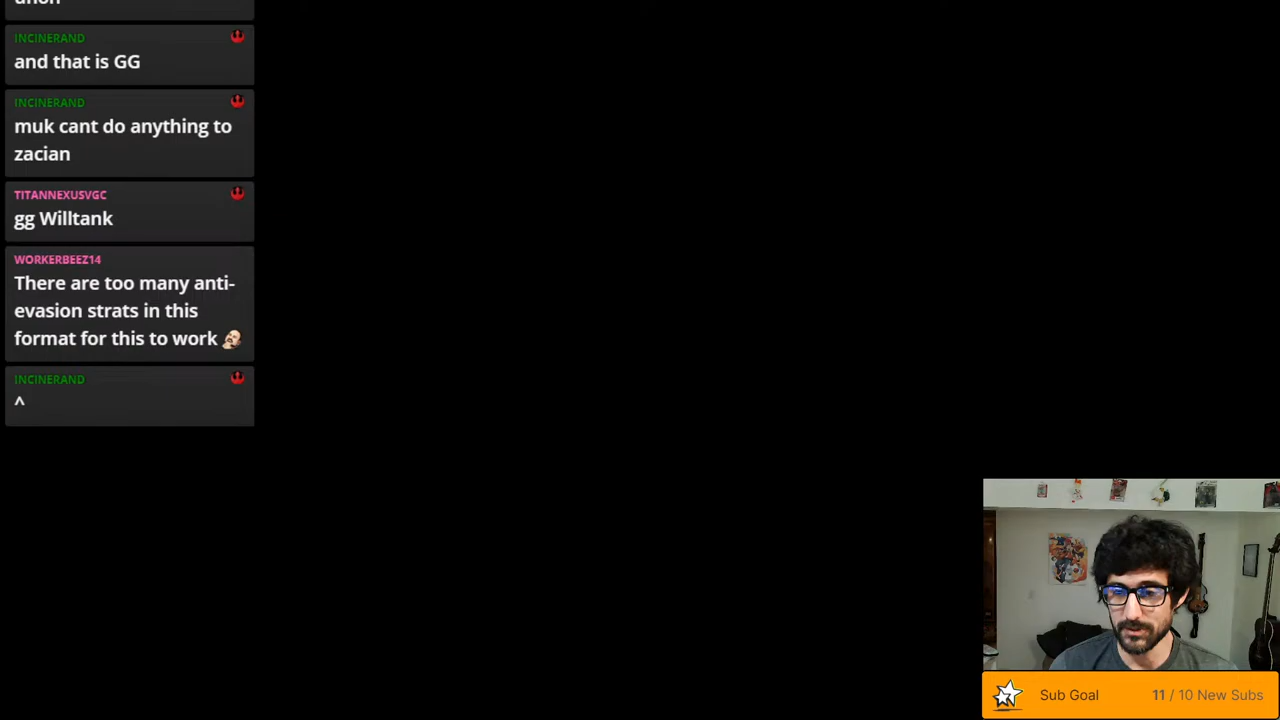 INCINERAND
and that is GG
INCINERAND
muk cant do anything to
zacian
TITANNEXUSVGC
gg Willtank
WORKERBEEZ14
There are too many anti-
evasion strats in this
format for this to work
INCINERAND
^
Sub Goal 11 / 10 New Subs